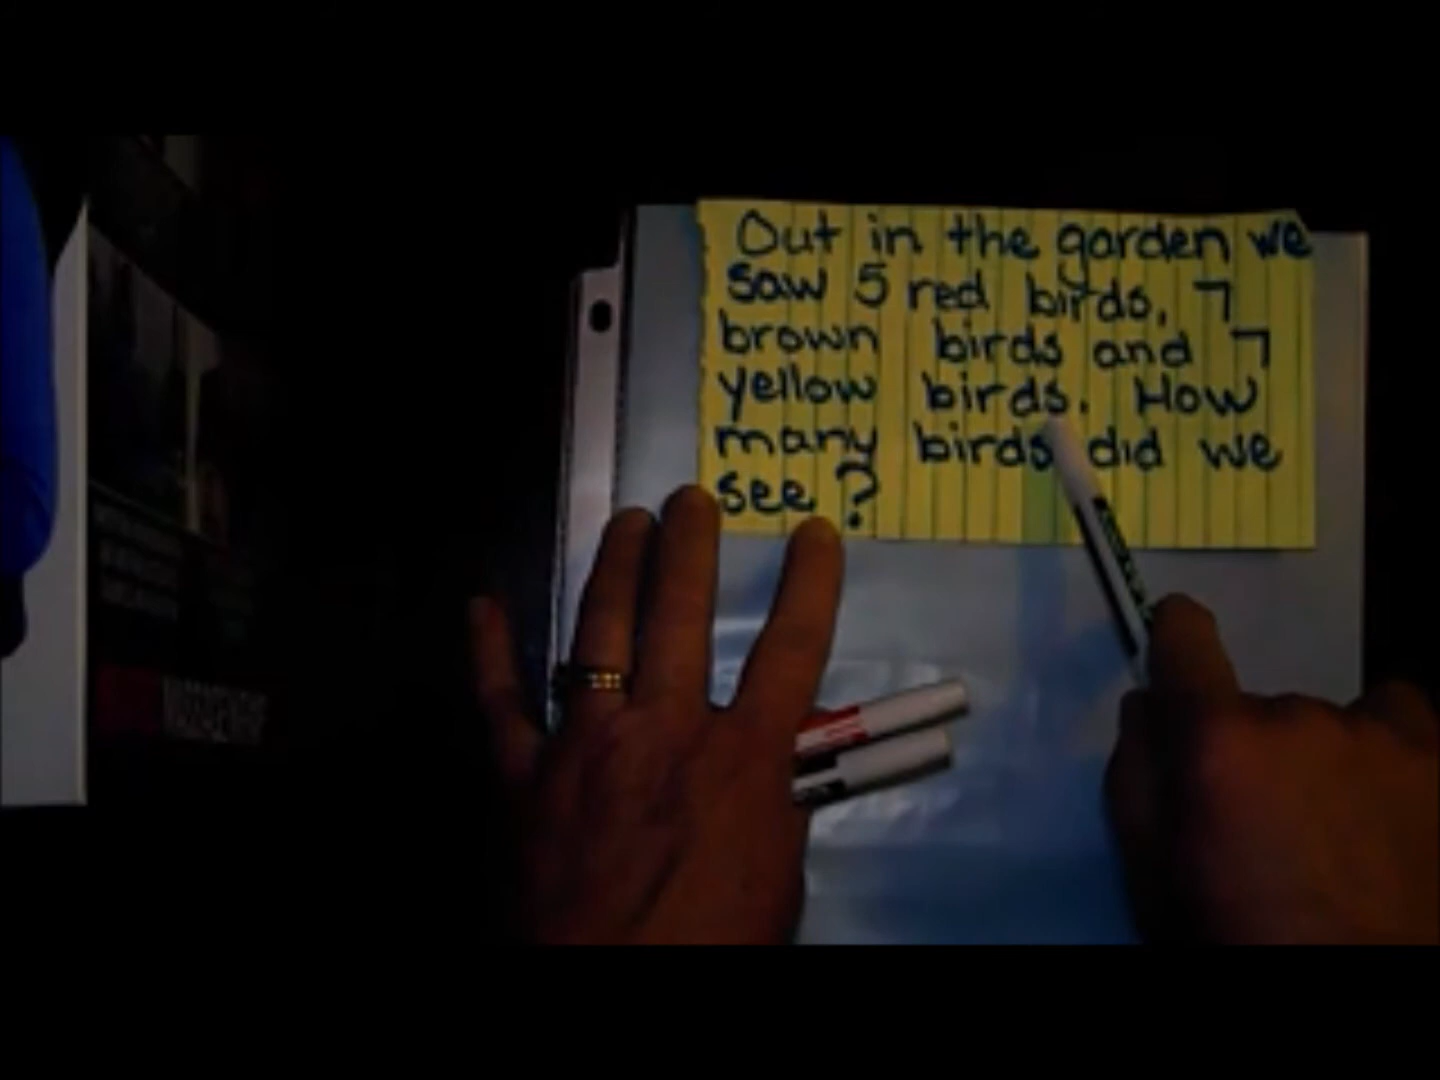 Out in the garden we
saw 5 red birds, 7
brown birds and 7
yellow birds. How
many birds did we
see?